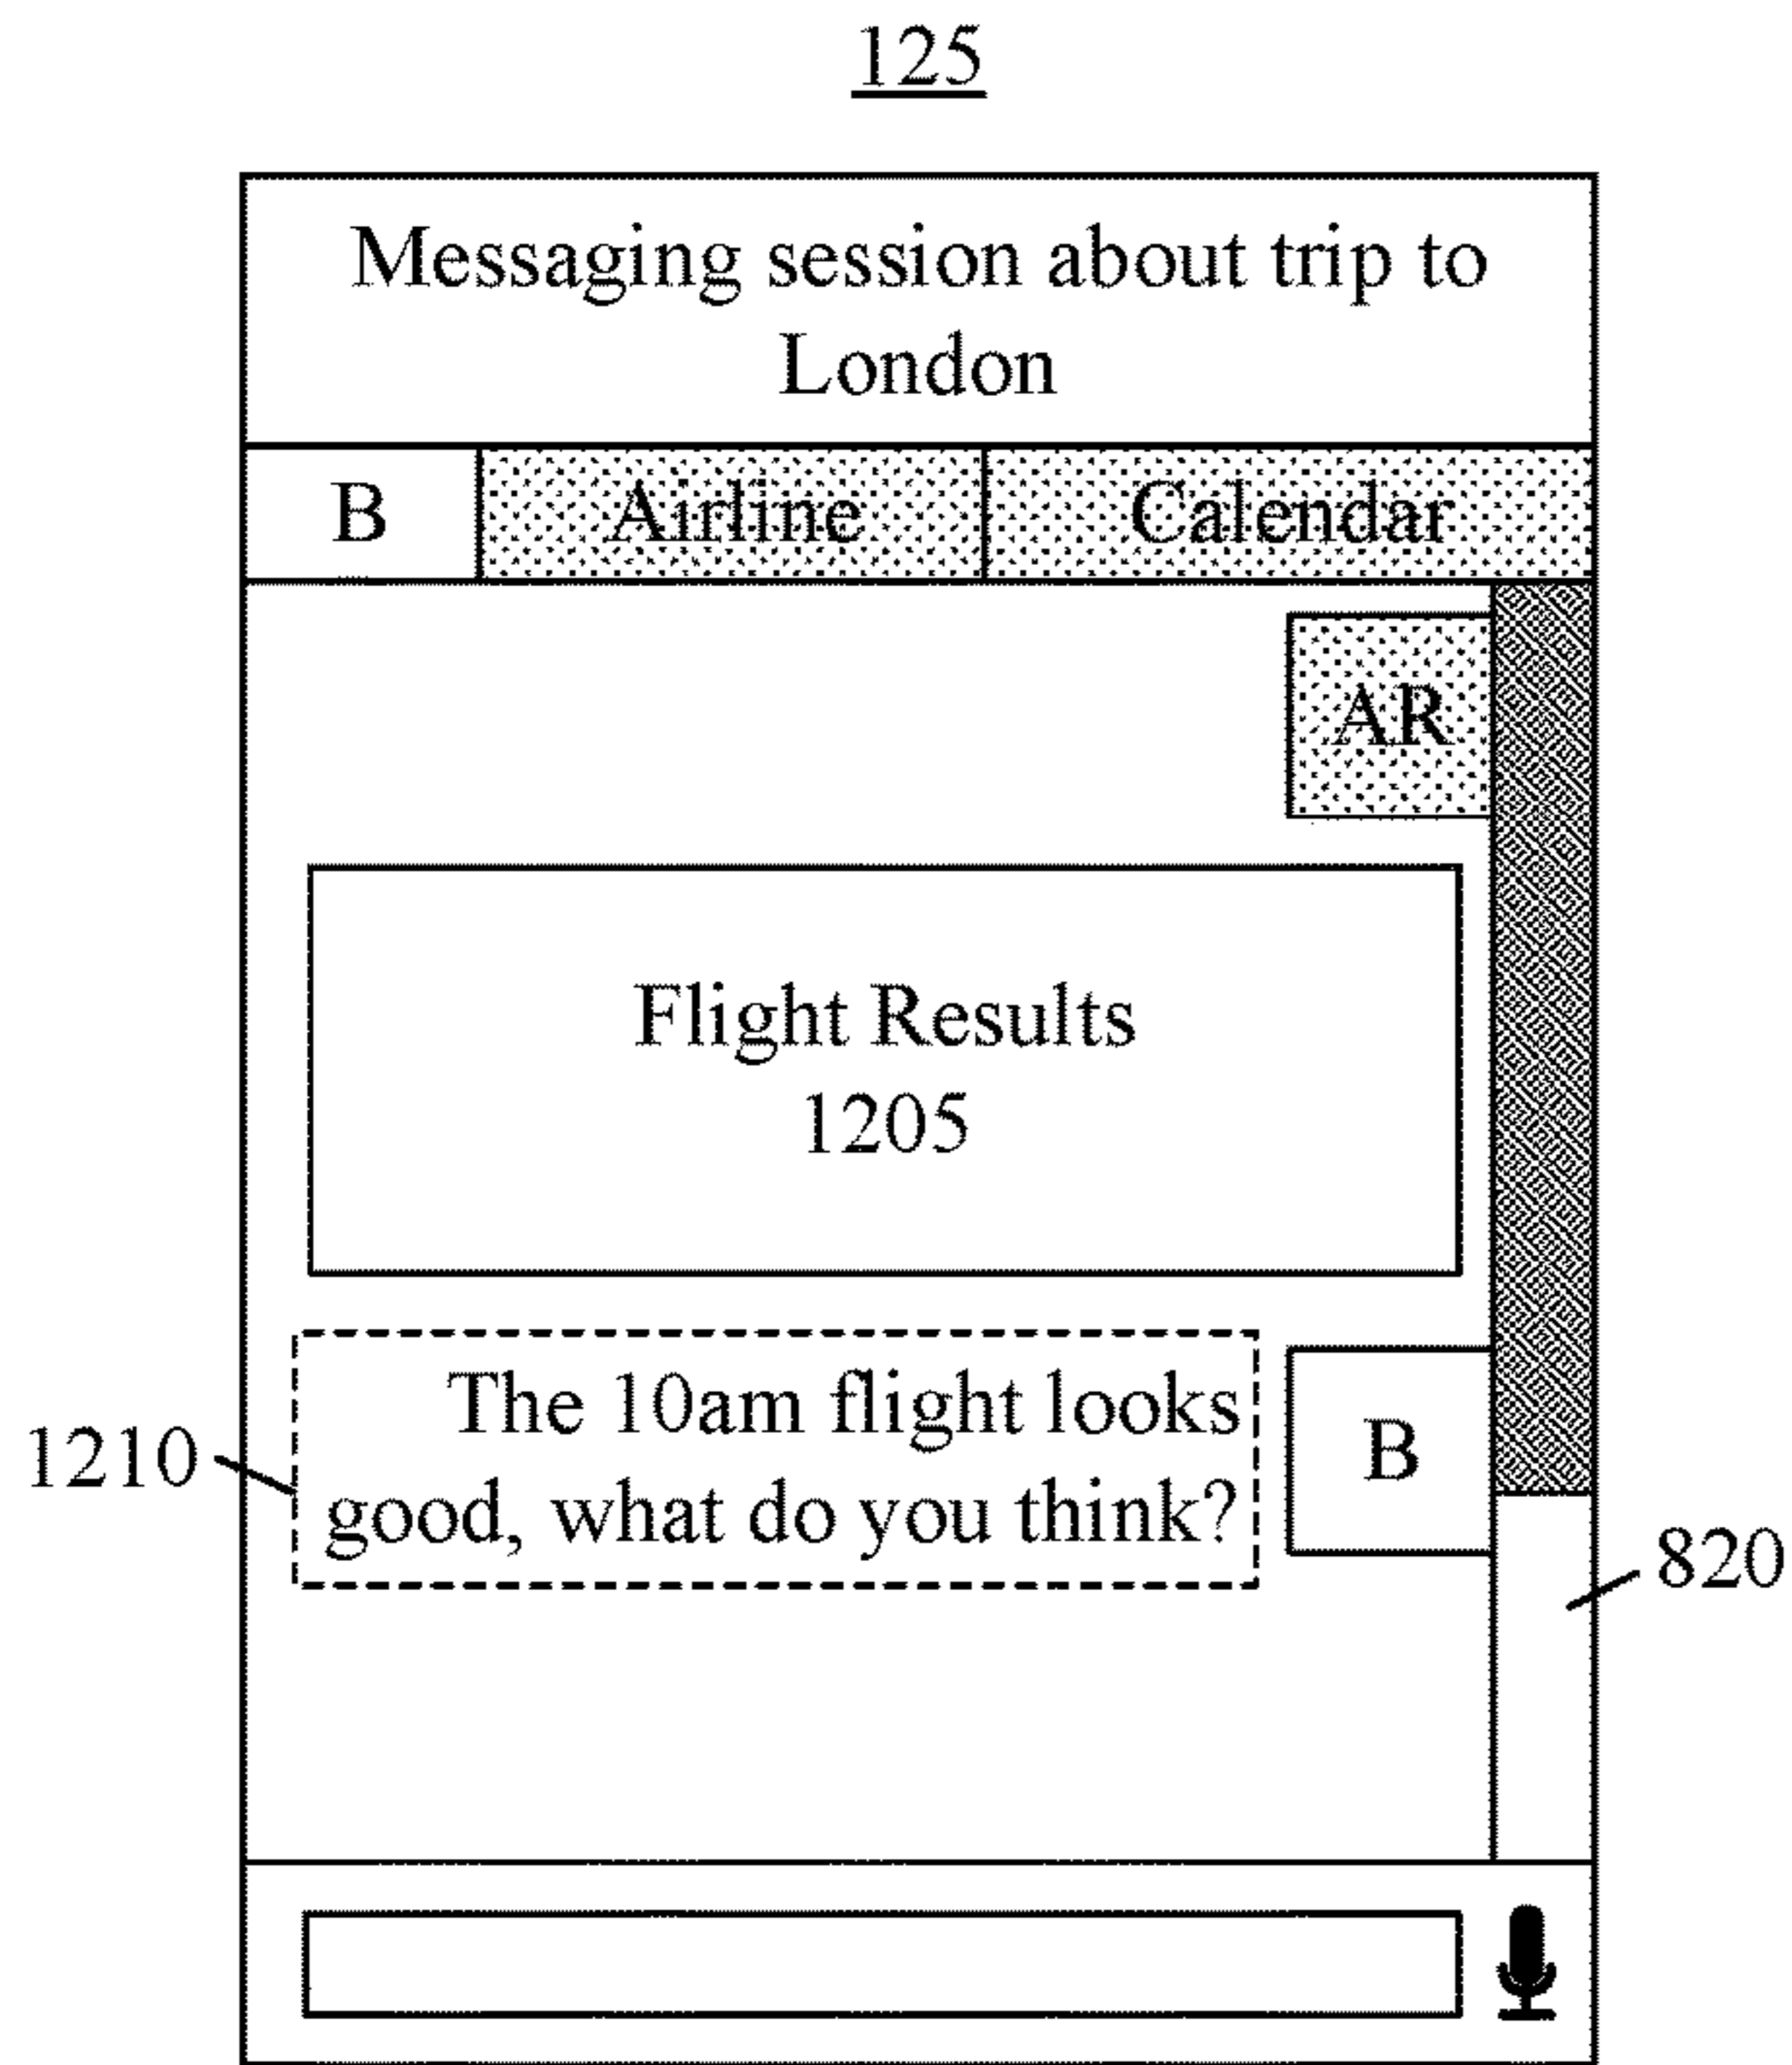 125
Messaging session about trip to
London
B
Airline
Calendar
AR
Flight Results
1205
The 10am flight looks
good, what do you think?
B
1210
820